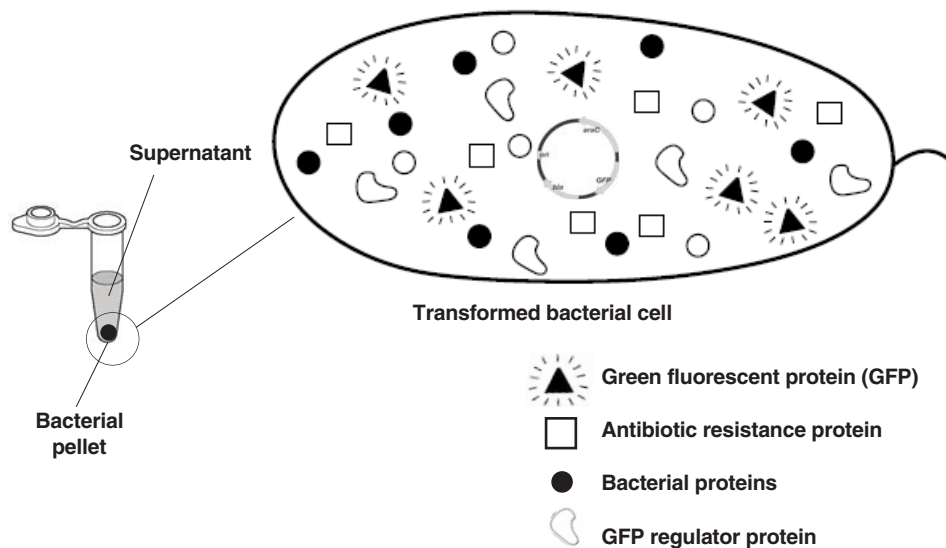 araC
ori
GFP
bla
Supernatant
Transformed bacterial cell
Bacterial
pellet
Green fluorescent protein (GFP)
Antibiotic resistance protein
Bacterial proteins
GFP regulator protein